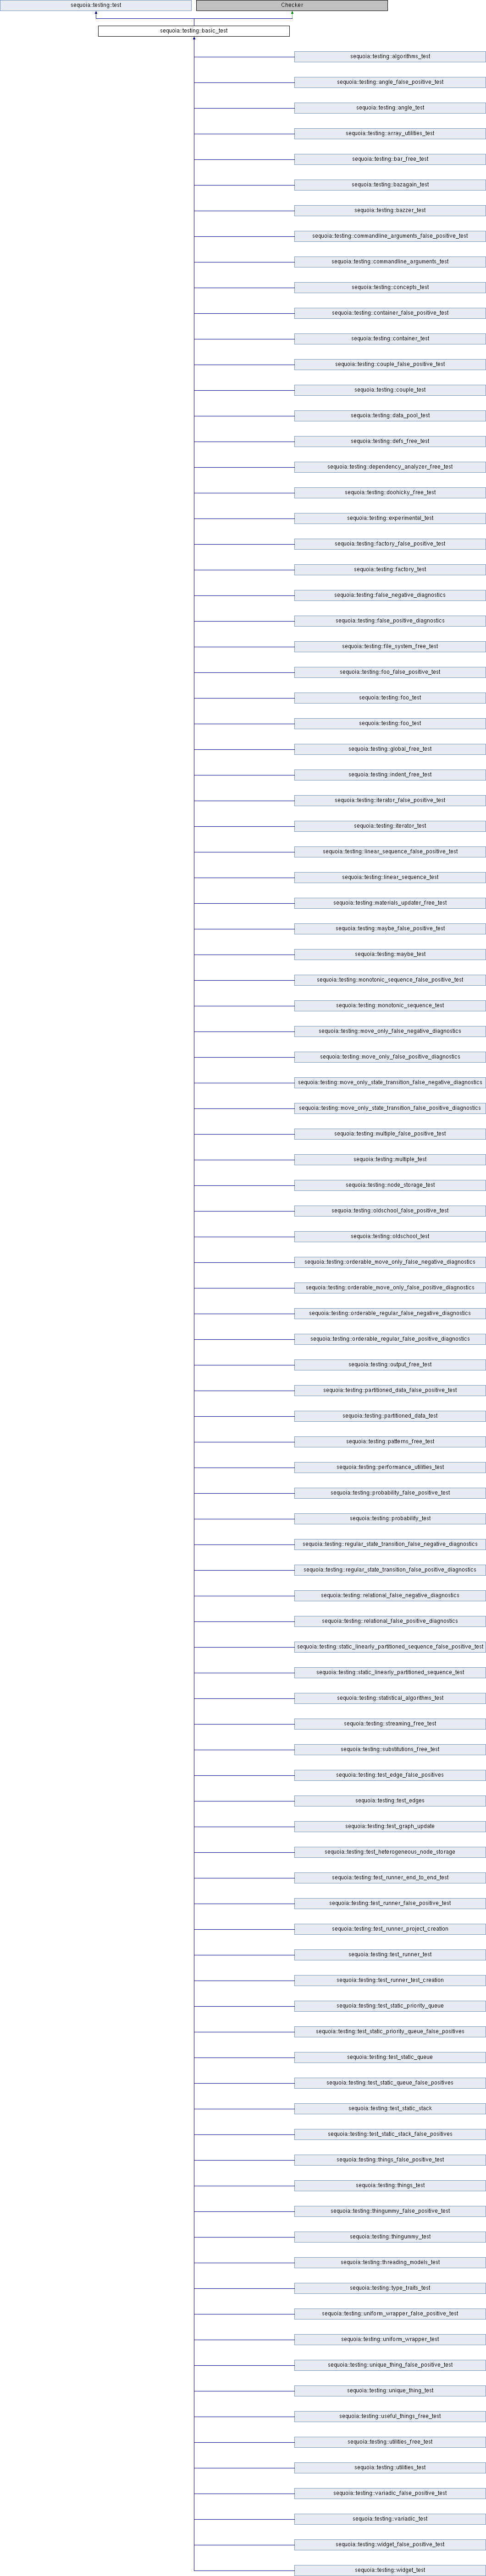 sequoia::testing::test
Checker
sequoia::testing::basic_test
sequoia::testing::algorithms_test
sequoia::testing::angle_false_positive_test
sequoia::testing::angle_test
sequoia::testing::array_utilities_test
sequoia::testing::bar_free_test
sequoia::testing::bazagain_test
sequoia::testing::bazzer_test
sequoia::testing::commandline_arguments_false_positive_test
sequoia::testing::commandline_arguments_test
sequoia::testing::concepts_test
sequoia::testing::container_false_positive_test
sequoia::testing::container_test
sequoia::testing::couple_false_positive_test
sequoia::testing::couple_test
sequoia::testing::data_pool_test
sequoia::testing::defs_free_test
sequoia::testing::dependency_analyzer_free_test
sequoia::testing::doohicky_free_test
sequoia::testing::experimental_test
sequoia::testing::factory_false_positive_test
sequoia::testing::factory_test
sequoia::testing::false_negative_diagnostics
sequoia::testing::false_positive_diagnostics
sequoia::testing::file_system_free_test
sequoia::testing::foo_false_positive_test
sequoia::testing::foo_test
sequoia::testing::foo_test
sequoia::testing::global_free_test
sequoia::testing::indent_free_test
sequoia::testing::iterator_false_positive_test
sequoia::testing::iterator_test
sequoia::testing::linear_sequence_false_positive_test
sequoia::testing::linear_sequence_test
sequoia::testing::materials_updater_free_test
sequoia::testing::maybe_false_positive_test
sequoia::testing::maybe_test
sequoia::testing::monotonic_sequence_false_positive_test
sequoia::testing::monotonic_sequence_test
sequoia::testing::move_only_false_negative_diagnostics
sequoia::testing::move_only_false_positive_diagnostics
sequoia::testing::move_only_state_transition_false_negative_diagnostics
sequoia::testing::move_only_state_transition_false_positive_diagnostics
sequoia::testing::multiple_false_positive_test
sequoia::testing::multiple_test
sequoia::testing::node_storage_test
sequoia::testing::oldschool_false_positive_test
sequoia::testing::oldschool_test
sequoia::testing::orderable_move_only_false_negative_diagnostics
sequoia::testing::orderable_move_only_false_positive_diagnostics
sequoia::testing::orderable_regular_false_negative_diagnostics
sequoia::testing::orderable_regular_false_positive_diagnostics
sequoia::testing::output_free_test
sequoia::testing::partitioned_data_false_positive_test
sequoia::testing::partitioned_data_test
sequoia::testing::patterns_free_test
sequoia::testing::performance_utilities_test
sequoia::testing::probability_false_positive_test
sequoia::testing::probability_test
sequoia::testing::regular_state_transition_false_negative_diagnostics
sequoia::testing::regular_state_transition_false_positive_diagnostics
sequoia::testing::relational_false_negative_diagnostics
sequoia::testing::relational_false_positive_diagnostics
sequoia::testing::static_linearly_partitioned_sequence_false_positive_test
sequoia::testing::static_linearly_partitioned_sequence_test
sequoia::testing::statistical_algorithms_test
sequoia::testing::streaming_free_test
sequoia::testing::substitutions_free_test
sequoia::testing::test_edge_false_positives
sequoia::testing::test_edges
sequoia::testing::test_graph_update
sequoia::testing::test_heterogeneous_node_storage
sequoia::testing::test_runner_end_to_end_test
sequoia::testing::test_runner_false_positive_test
sequoia::testing::test_runner_project_creation
sequoia::testing::test_runner_test
sequoia::testing::test_runner_test_creation
sequoia::testing::test_static_priority_queue
sequoia::testing::test_static_priority_queue_false_positives
sequoia::testing::test_static_queue
sequoia::testing::test_static_queue_false_positives
sequoia::testing::test_static_stack
sequoia::testing::test_static_stack_false_positives
sequoia::testing::things_false_positive_test
sequoia::testing::things_test
sequoia::testing::thingummy_false_positive_test
sequoia::testing::thingummy_test
sequoia::testing::threading_models_test
sequoia::testing::type_traits_test
sequoia::testing::uniform_wrapper_false_positive_test
sequoia::testing::uniform_wrapper_test
sequoia::testing::unique_thing_false_positive_test
sequoia::testing::unique_thing_test
sequoia::testing::useful_things_free_test
sequoia::testing::utilities_free_test
sequoia::testing::utilities_test
sequoia::testing::variadic_false_positive_test
sequoia::testing::variadic_test
sequoia::testing::widget_false_positive_test
sequoia::testing::widget_test